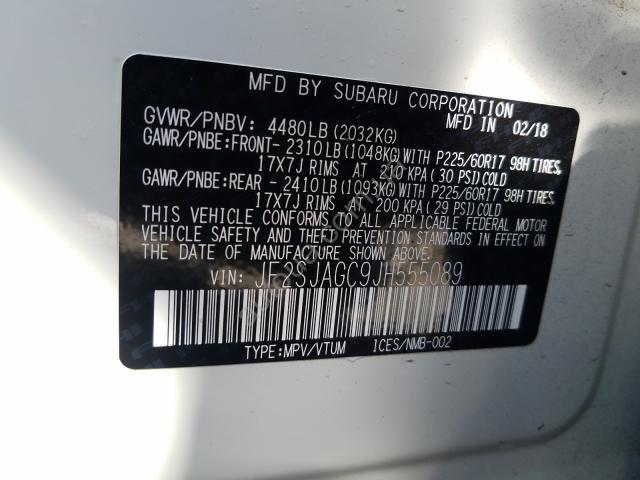 MFD BY SUBARU CORPORATION
GVWR/PNBV: 4480LB(2032KG) MFD IN 02/18
GAWR/PNBE:FRONT- 2310LB(1048KG)WITH P225/60R17 98H TIRES,
17X7J RIMS AT 210 KPA(30 PSI)COLD
GAWR/PNBE:REAR - 2410LB(1093KG)WITH P225/60R17 98H TIRES,
17X7J RIMS AT 200 KPA(29 PSI)COLD
THIS VEHICLE CONFORMS TO ALL APPLICABLE FEDERAL MOTOR
VEHICLE SAFETY AND THEFT PREVENTION STANDARDS IN EFFECT ON
THE DATE OF MANUFACTURE SHOWN ABOVE.
VIN: JF2SJAGC9JH555089
TYPE:MPV/VTUM ICES/NMB-002